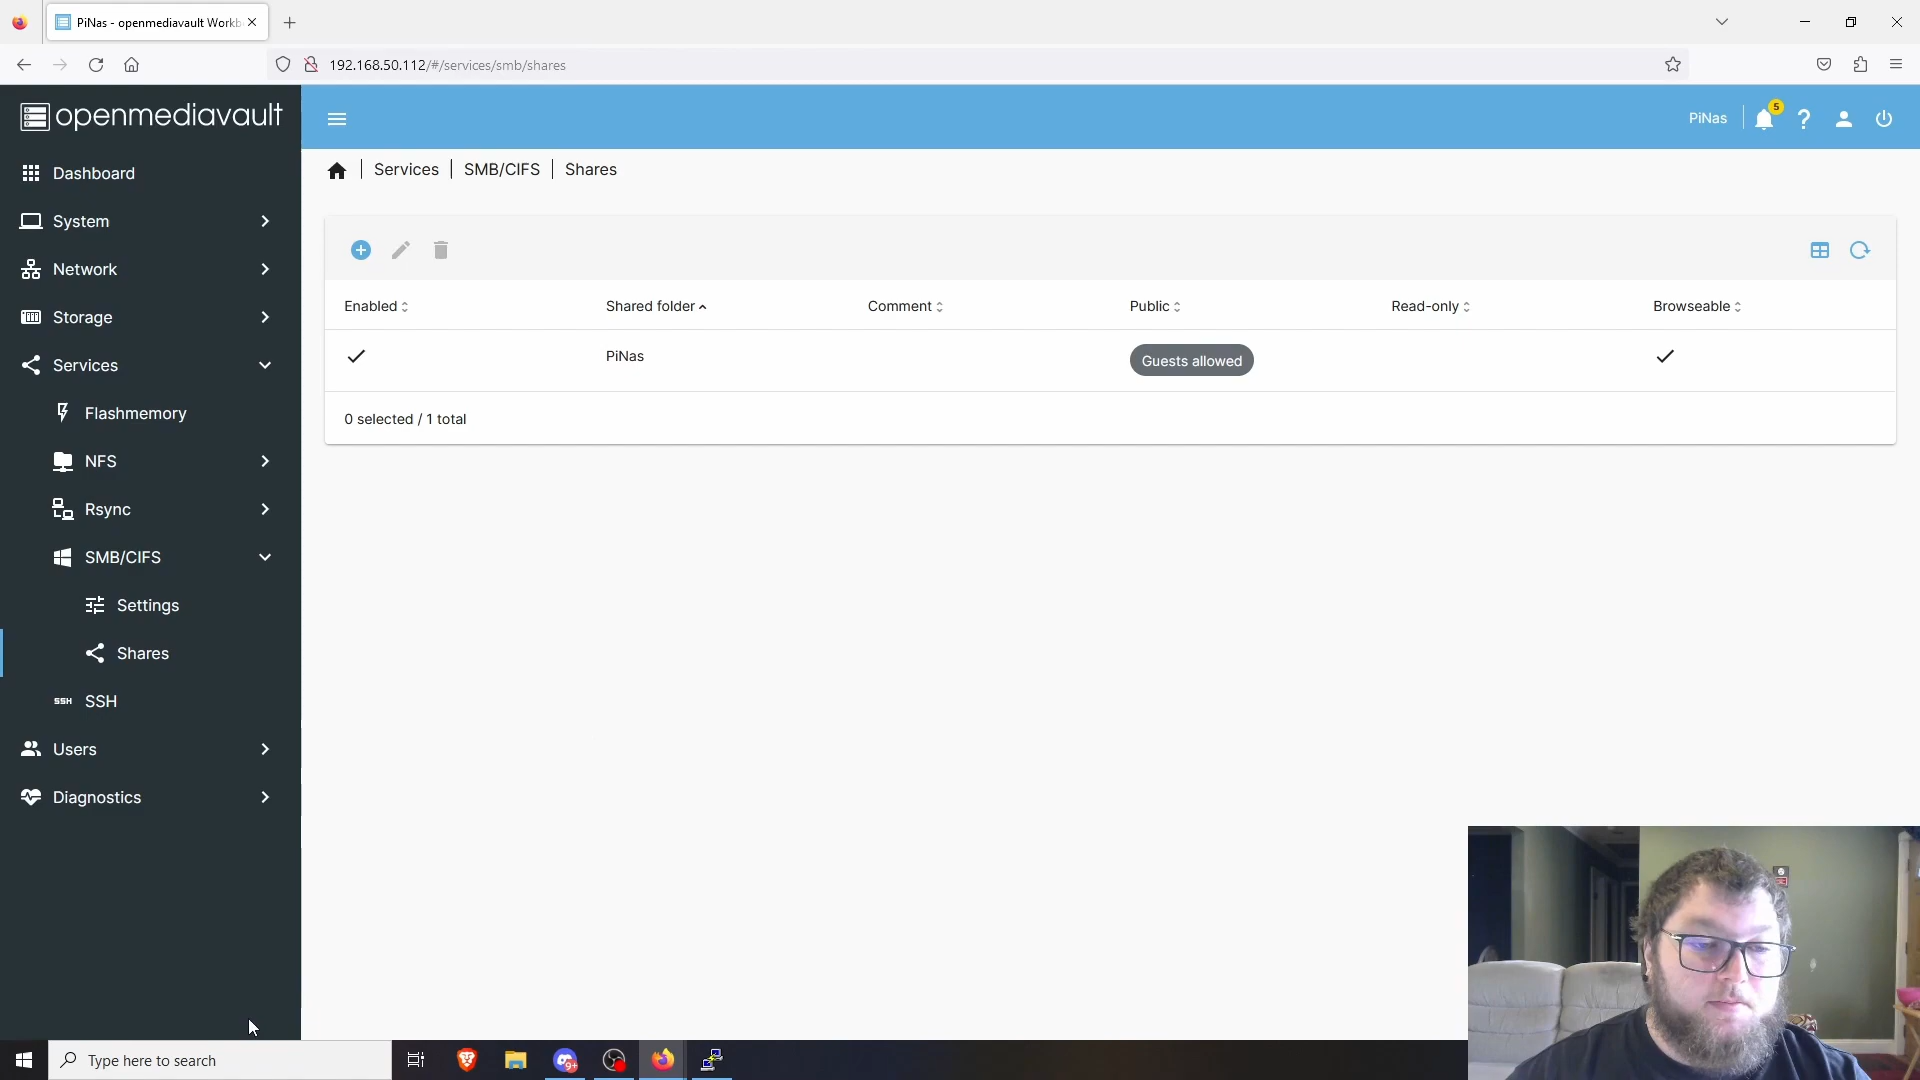 PiNas - openmediavault Workb
192.168.50.112/#/services/smb/shares
openmediavault
PiNas
5
Dashboard
System
Network
Storage
Services
Flashmemory
NFS
Rsync
SMB/CIFS
Settings
Shares
SSH
SSH
Users
Diagnostics
Services | SMB/CIFS | Shares
Enabled Shared folder Comment Public Read-only Browseable
PiNas Guests allowed
0 selected / 1 total
Type here to search
9+